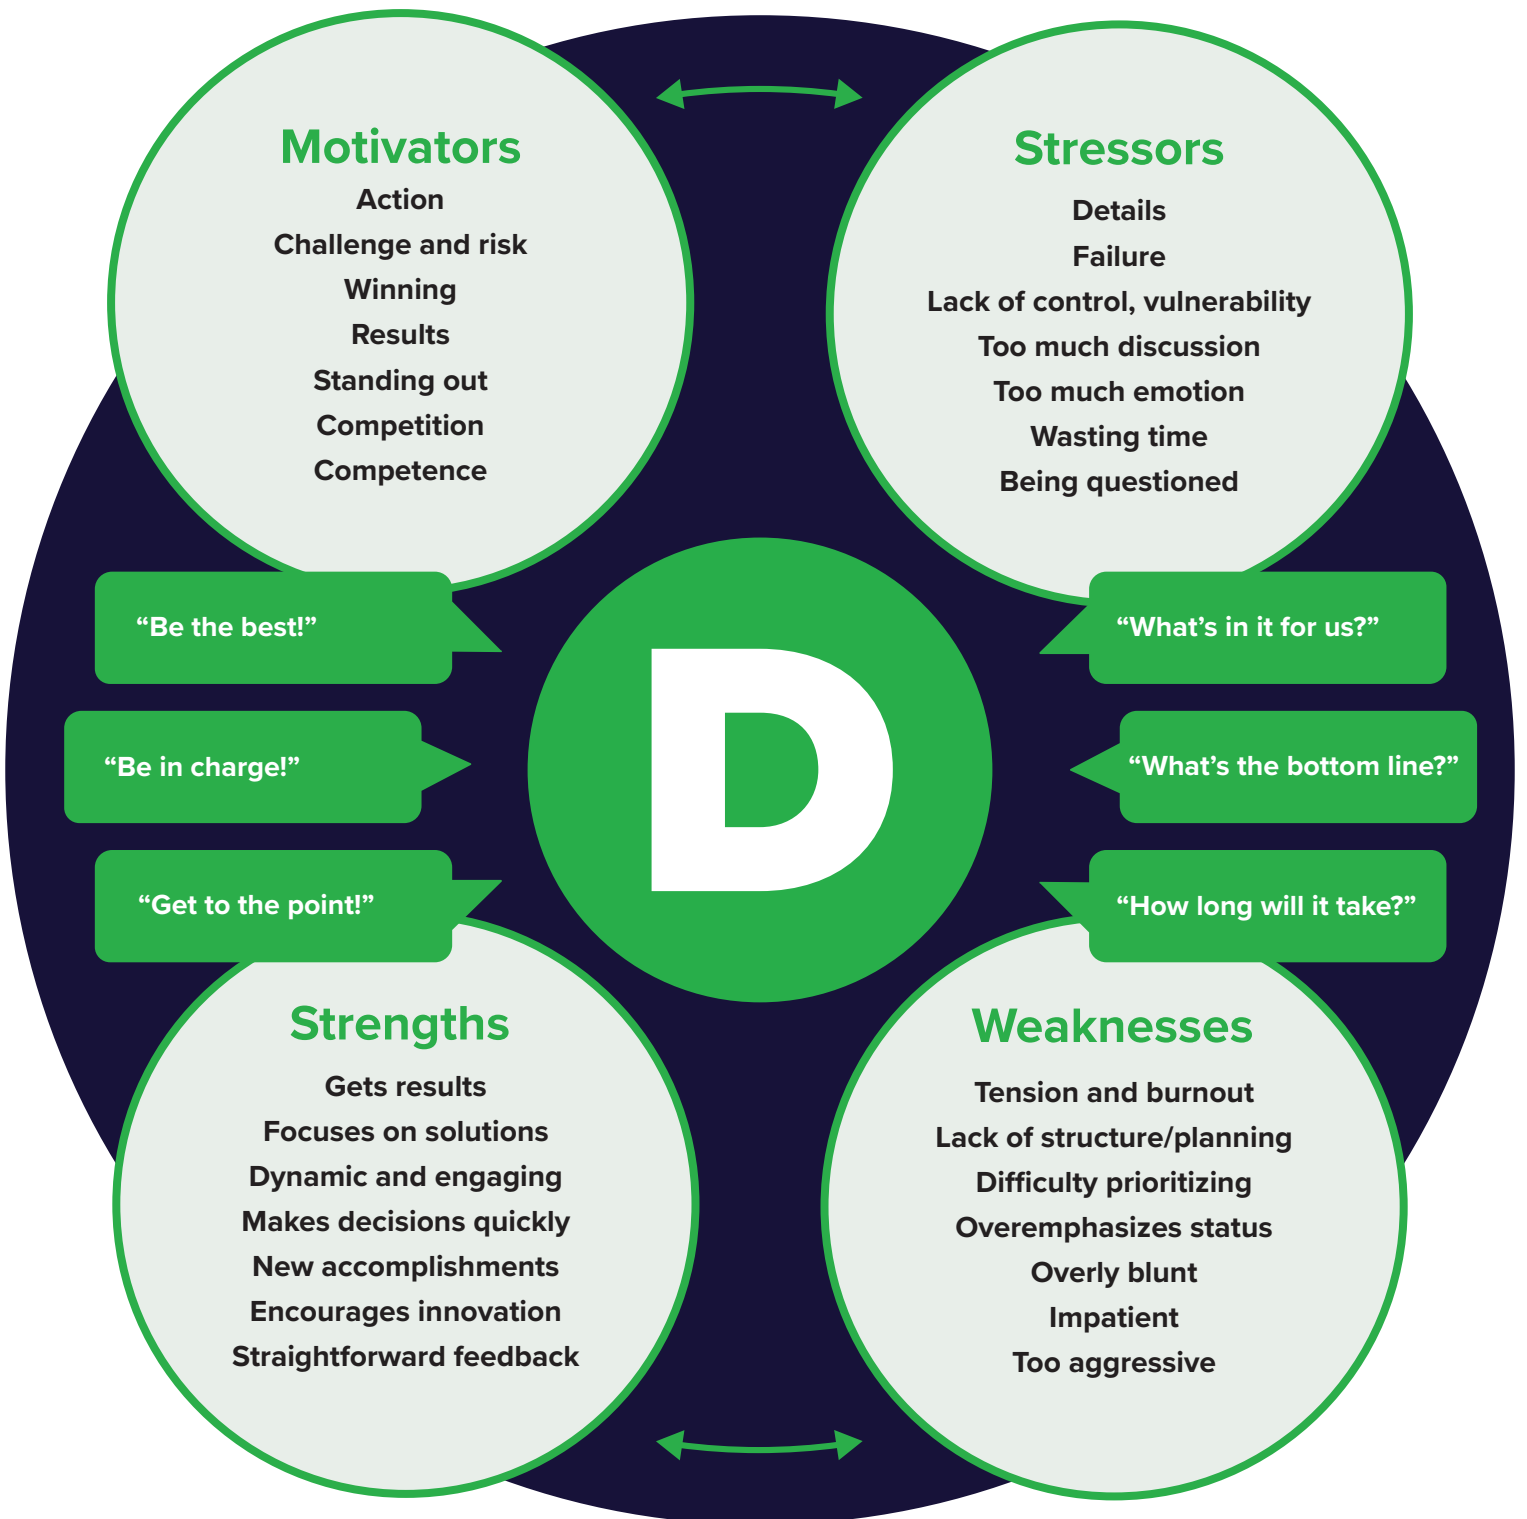 Motivators
Action
Challenge and risk
Winning
Results
Standing out
Competition
Competence
Stressors
Details
Failure
Lack of control, vulnerability
Too much discussion
Too much emotion
Wasting time
Being questioned
“Be the best!”
“Be in charge!”
“Get to the point!”
D
“What’s in it for us?”
“What’s the bottom line?”
“How long will it take?”
Strengths
Gets results
Focuses on solutions
Dynamic and engaging
Makes decisions quickly
New accomplishments
Encourages innovation
Straightforward feedback
Weaknesses
Tension and burnout
Lack of structure/planning
Difficulty prioritizing
Overemphasizes status
Overly blunt
Impatient
Too aggressive